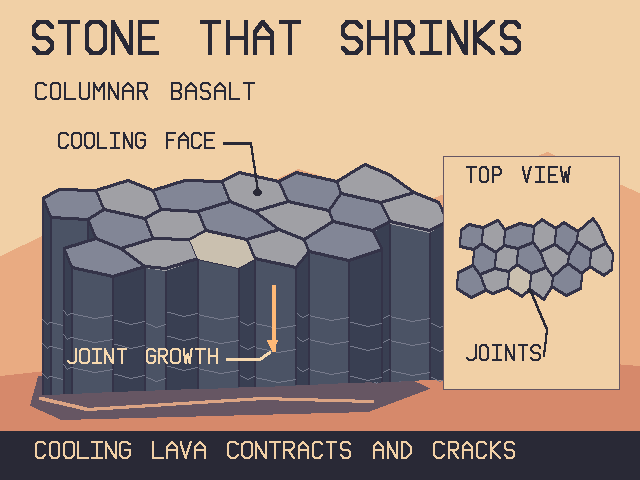 STONE THAT SHRINKS
COLUMNAR BASALT
COOLING FACE
TOP VIEW
JOINTS
JOINT GROWTH
COOLING LAVA CONTRACTS AND CRACKS